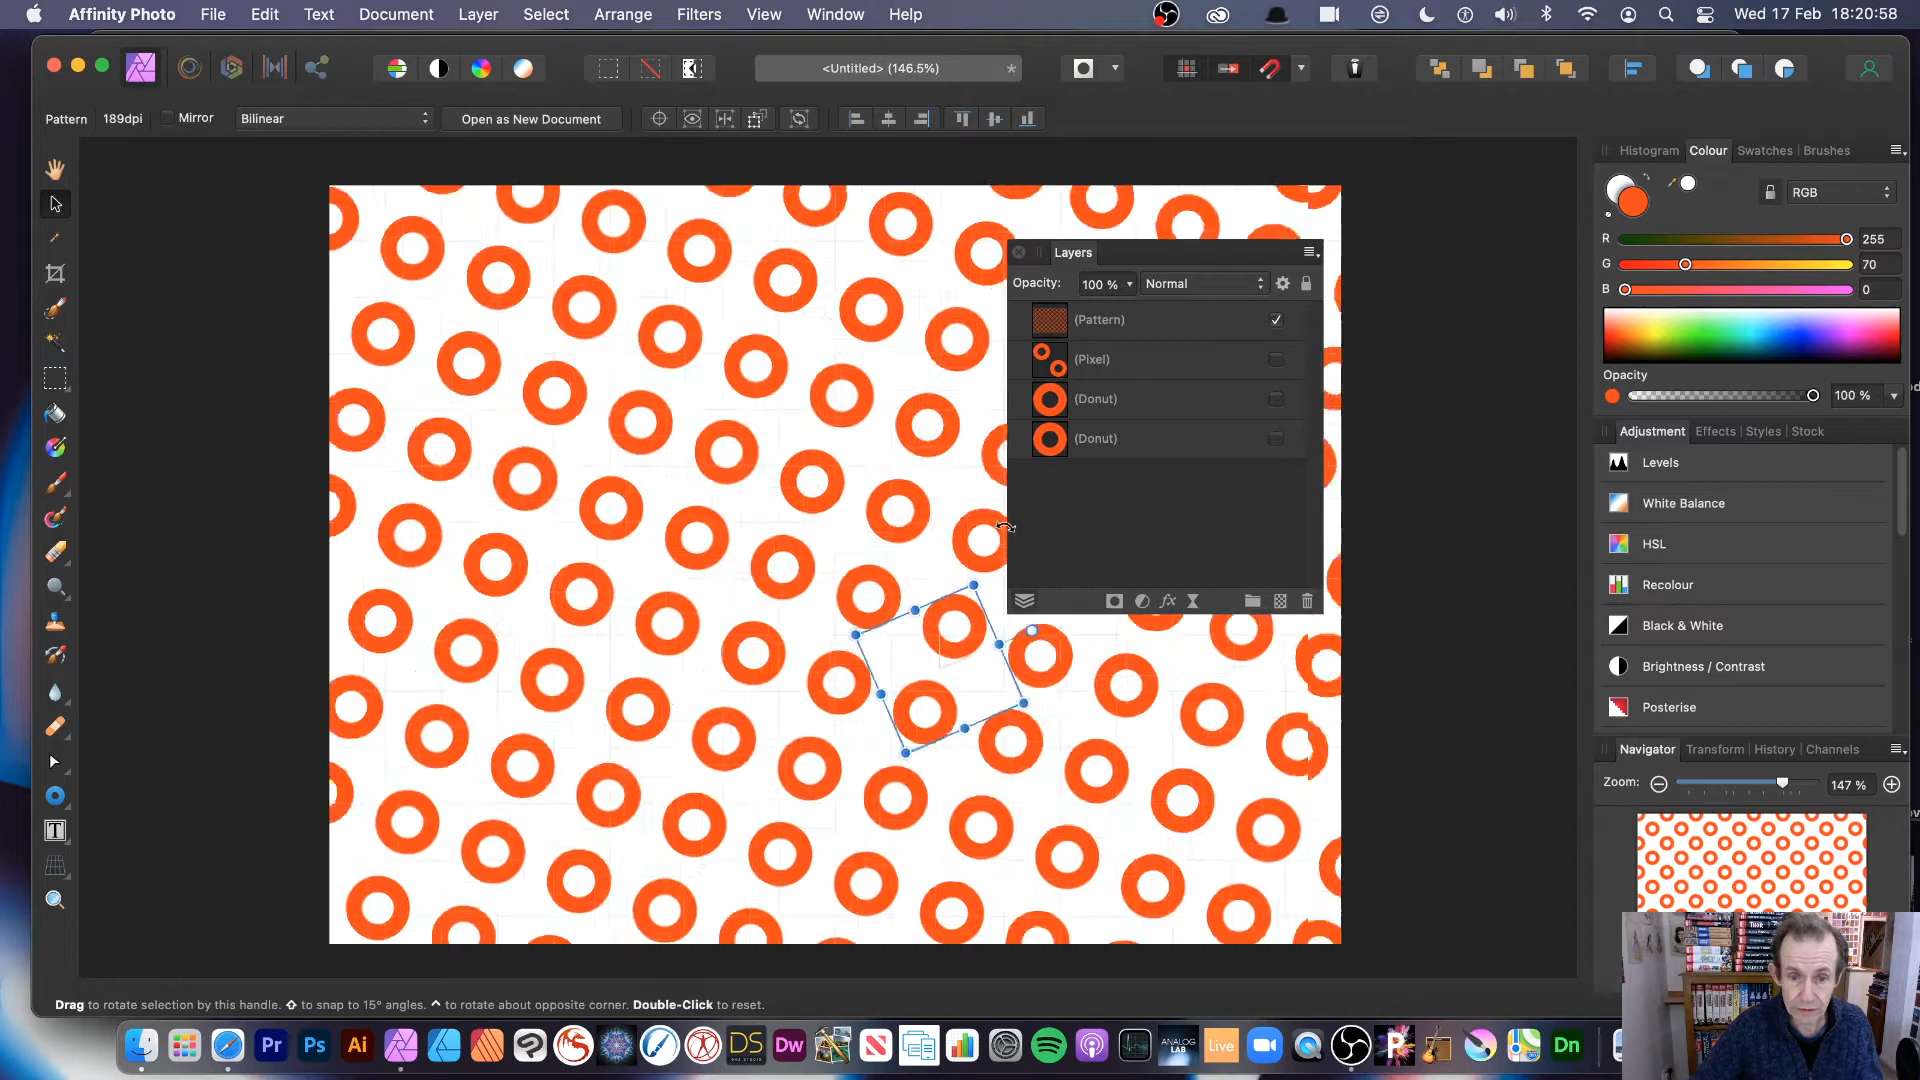 Affinity Photo File Edit Text Document Layer Select Arrange Filters View Window Help Wed 17 Feb 18:20:58
<Untitled> (146.5%) *
Pattern 189dpi Mirror Bilinear Open as New Document
Histogram Colour Swatches Brushes
RGB
R 255
G 70
B 0
Opacity
100 %
Layers
Opacity: 100 % Normal
(Pattern)
(Pixel)
(Donut)
(Donut)
fx
Adjustment Effects Styles Stock
Levels
White Balance
HSL
Recolour
Black & White
Brightness / Contrast
Posterise
Navigator Transform History Channels
Zoom: 147 %
T
Drag to rotate selection by this handle. ⇧ to snap to 15° angles. ^ to rotate about opposite corner. Double-Click to reset.
Pr Ps Ai DS Dw N ANALOG LAB Live P Dn
THOR